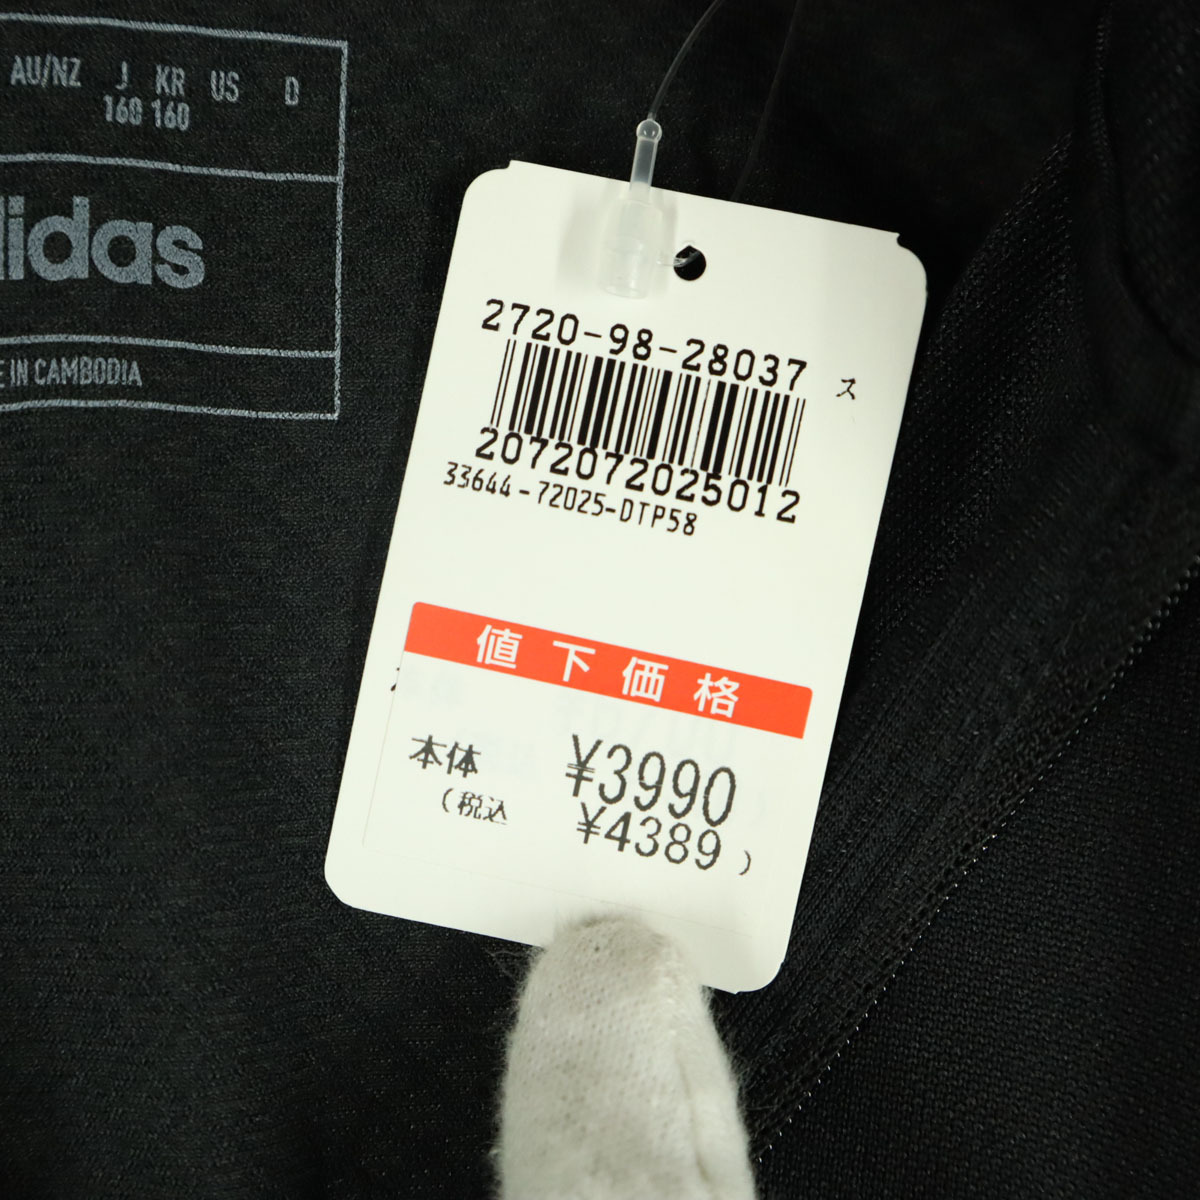 AU/NZ J KR US D
160 160
adidas
IN CAMBODIA
2720-98-28037
ス
2072072025012
33644-72025-DTP58
値下価格
本体 ¥3990
(税込 ¥4389)